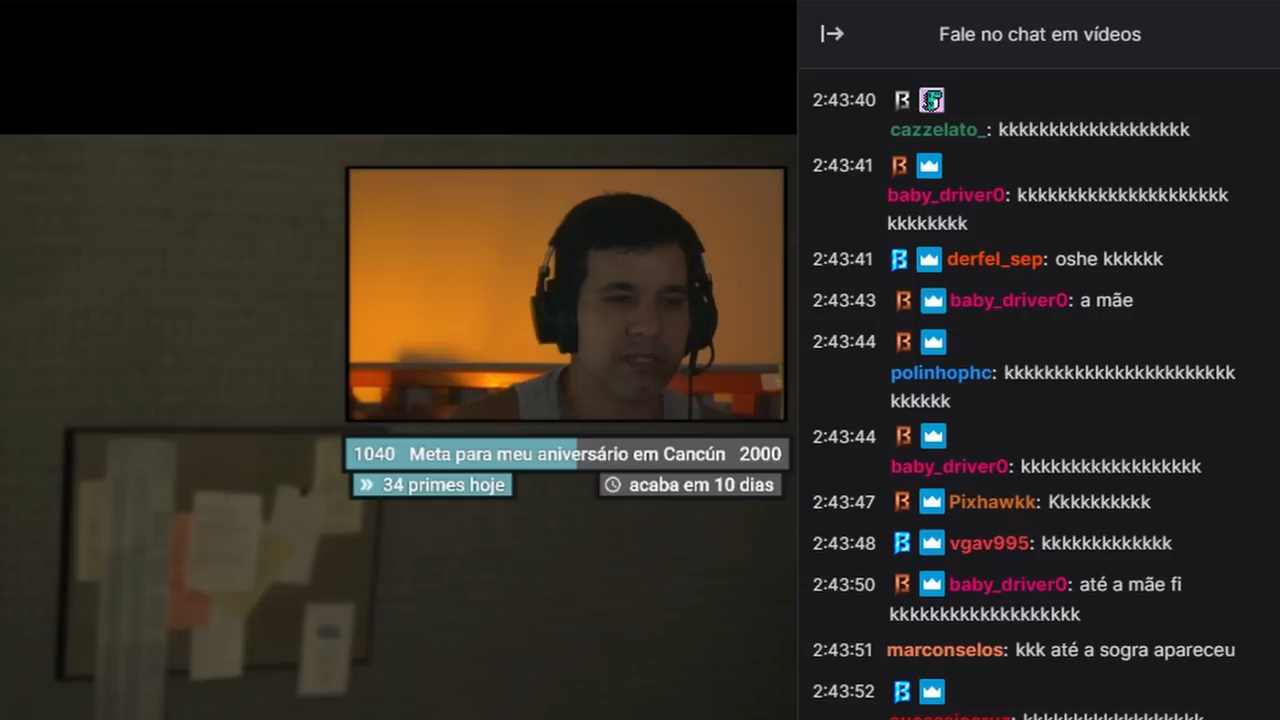 Fale no chat em vídeos
2:43:40
cazzelato_: kkkkkkkkkkkkkkkkkkk
2:43:41
baby_driver0: kkkkkkkkkkkkkkkkkkkkk
kkkkkkkk
2:43:41 derfel_sep: oshe kkkkkk
2:43:43 baby_driver0: a mãe
2:43:44
polinhophc: kkkkkkkkkkkkkkkkkkkkkkk
kkkkkk
2:43:44
baby_driver0: kkkkkkkkkkkkkkkkkk
2:43:47 Pixhawkk: Kkkkkkkkkk
2:43:48 vgav995: kkkkkkkkkkkkk
2:43:50 baby_driver0: até a mãe fi
kkkkkkkkkkkkkkkkkkk
2:43:51 marconselos: kkk até a sogra apareceu
2:43:52
1040 Meta para meu aniversário em Cancún 2000
34 primes hoje
acaba em 10 dias